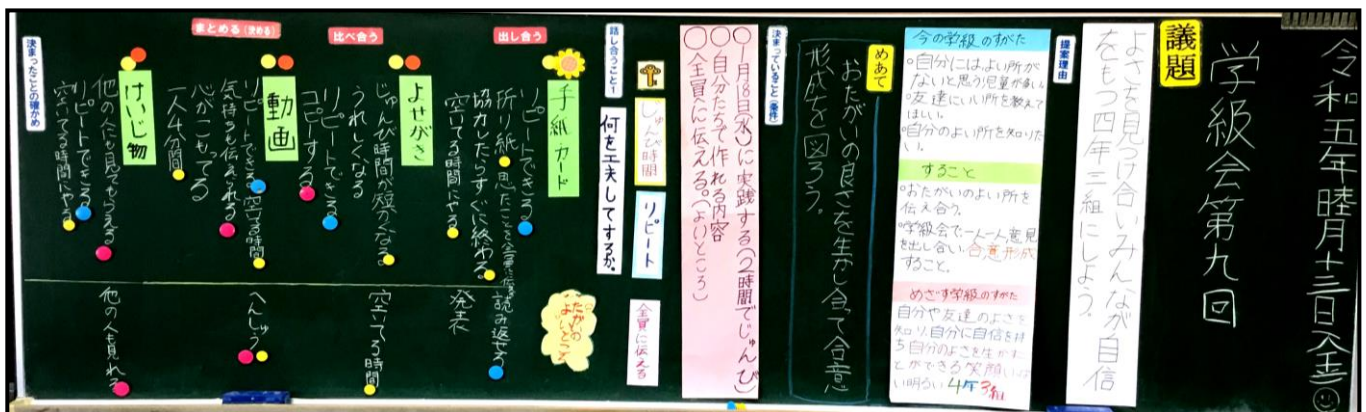 令和五年睦月十三日(金)
学級会第九回
議題
よさを見つけ合いみんなが自信
をもつ四年三組にしよう。
提案理由
今の学級のすがた
・自分にはよい所が
ないと思う児童が多い。
・友達にいい所を教えて
ほしい。
・自分のよい所を知りた
い。
すること
・おたがいのよい所を
伝え合う。
・学級会で一人一人意見
を出し合い、合意形成
すること。
めざす学級のすがた
自分や友達のよさを
知り、自分に自信を持
ち自分のよさを生かすこ
とができる笑顔いっぱ
い明るい4年3組
めあて
おたがいの良さを生かし合って合意
形成を図ろう。
決まっていること(条件)
〇一月18日(水)に実践する(2時間でじゅんび)
〇自分たちで作れる内容
〇全員へに伝える。(よいところ)
話し合うこと1
何を工夫してするか。
じゅんび時間
リピート
全員に伝える
出し合う
比べ合う
まとめる(決める)
決まったことの確かめ
手紙カード
リピートできる
折り紙
協力したらすぐに終わる
空いてる時間にやる
読み返せる
発表
よせがき
じゅんび時間が短かくなる。
うれしくなる
リピートできる
コピーする
空いてる時間
動画
リピートできる。空いてる時間
気持ちも伝えられる
心がこもってる
一人4分間
へんしゅう
けいじ物
他の人にも見てもらえる
リピートできる
空いてる時間にやる
他の人も見れる